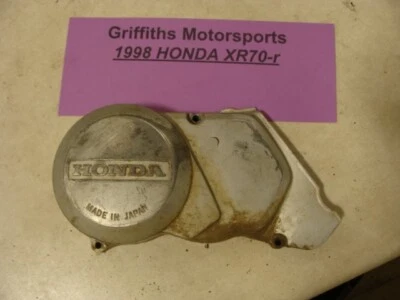 Griffiths Motorsports
1998 HONDA XR70-r
HONDA
MADE IN JAPAN